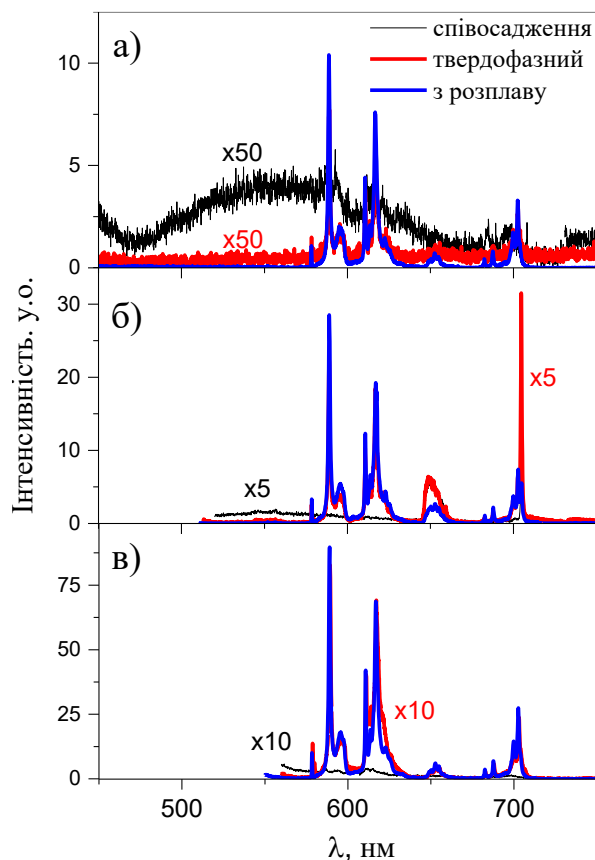 а)
співосадження
твердофазний
з розплаву
10
x50
5
x50
0
б)
30
x5
20
10
x5
0
в)
75
50
x10
x10
25
0
500
600
700
λ, нм
Інтенсивність. у.о.